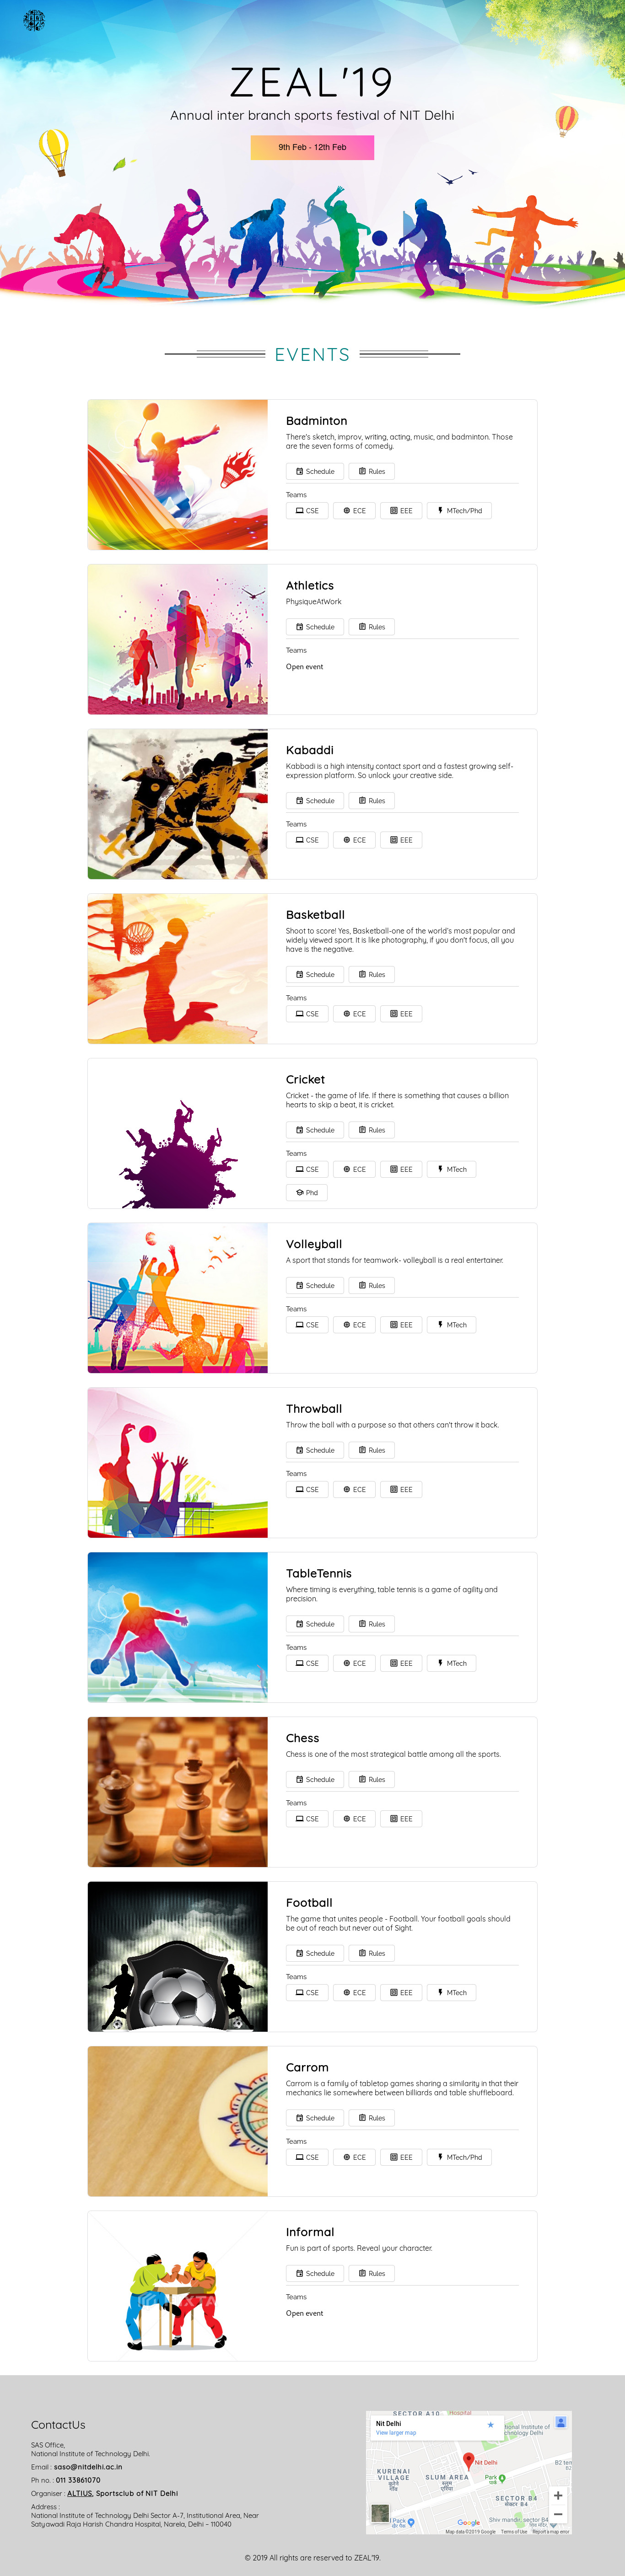 ZEAL'19
Annual inter branch sports festival of NIT Delhi
9th Feb - 12th Feb
EVENTS
Badminton
There's sketch, improv, writing, acting, music, and badminton. Those
are the seven forms of comedy.
Schedule Rules
Teams
CSE ECE EEE MTech/Phd
Athletics
PhysiqueAtWork
Schedule Rules
Teams
Open event
Kabaddi
Kabbadi is a high intensity contact sport and a fastest growing self-
expression platform. So unlock your creative side.
Schedule Rules
Teams
CSE ECE EEE
Basketball
Shoot to score! Yes, Basketball-one of the world's most popular and
widely viewed sport. It is like photography, if you don't focus, all you
have is the negative.
Schedule Rules
Teams
CSE ECE EEE
Cricket
Cricket - the game of life. If there is something that causes a billion
hearts to skip a beat, it is cricket.
Schedule Rules
Teams
CSE ECE EEE MTech
Phd
Volleyball
A sport that stands for teamwork- volleyball is a real entertainer.
Schedule Rules
Teams
CSE ECE EEE MTech
Throwball
Throw the ball with a purpose so that others can't throw it back.
Schedule Rules
Teams
CSE ECE EEE
TableTennis
Where timing is everything, table tennis is a game of agility and
precision.
Schedule Rules
Teams
CSE ECE EEE MTech
Chess
Chess is one of the most strategical battle among all the sports.
Schedule Rules
Teams
CSE ECE EEE
Football
The game that unites people - Football. Your football goals should
be out of reach but never out of Sight.
Schedule Rules
Teams
CSE ECE EEE MTech
Carrom
Carrom is a family of tabletop games sharing a similarity in that their
mechanics lie somewhere between billiards and table shuffleboard.
Schedule Rules
Teams
CSE ECE EEE MTech/Phd
Informal
Fun is part of sports. Reveal your character.
Schedule Rules
Teams
Open event
ContactUs
SAS Office,
National Institute of Technology Delhi.
Email : saso@nitdelhi.ac.in
Ph no. : 011 33861070
Organiser : ALTIUS, Sportsclub of NIT Delhi
Address :
National Institute of Technology Delhi Sector A-7, Institutional Area, Near
Satyawadi Raja Harish Chandra Hospital, Narela, Delhi – 110040
SECTOR A10
Hospital
Nit Delhi
View larger map
ional Institute of
chnology Delhi
Nit Delhi
KURENAI
VILLAGE
SLUM AREA
Park
पार्क
SECTOR B4
Shiv mandir, sector B4
Google
Map data ©2019 Google Terms of Use Report a map error
© 2019 All rights are reserved to ZEAL'19.